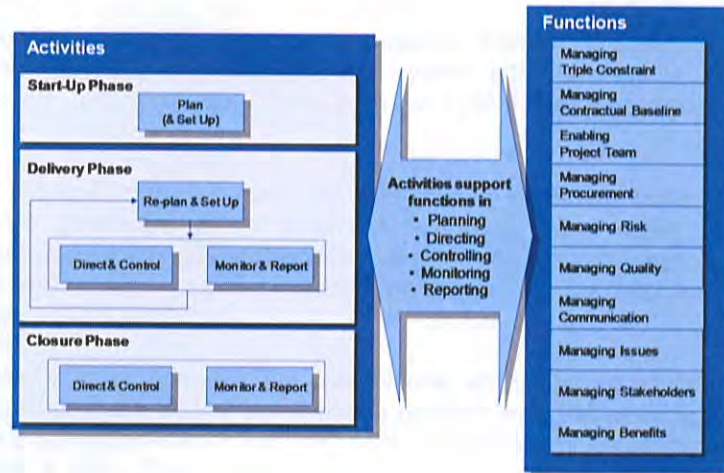 Activities
Start-Up Phase
Plan
(& Set Up)
Delivery Phase
Re-plan & Set Up
Direct & Control
Monitor & Report
Closure Phase
Direct & Control
Monitor & Report
Activities support
functions in
• Planning
• Directing
• Controlling
• Monitoring
• Reporting
Functions
Managing
Triple Constraint
Managing
Contractual Baseline
Enabling
Project Team
Managing
Procurement
Managing Risk
Managing Quality
Managing
Communication
Managing Issues
Managing Stakeholders
Managing Benefits